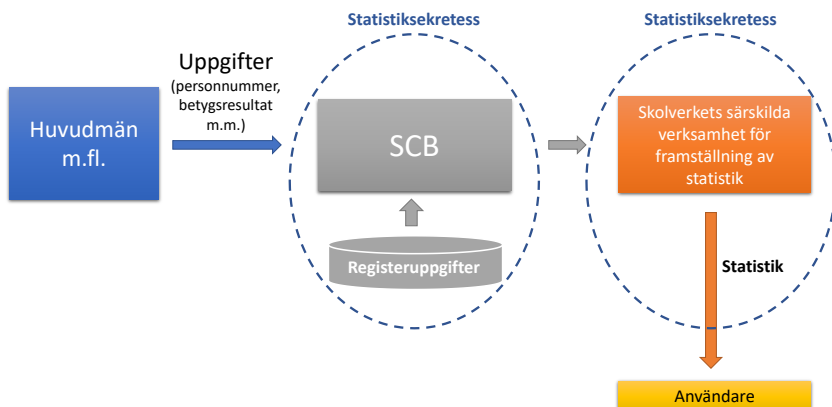 Statistiksekretess
Statistiksekretess
Uppgifter
(personnummer,
betygsresultat
m.m.)
Huvudmän
m.fl.
SCB
Registeruppgifter
Skolverkets särskilda
verksamhet för
framställning av
statistik
Statistik
Användare